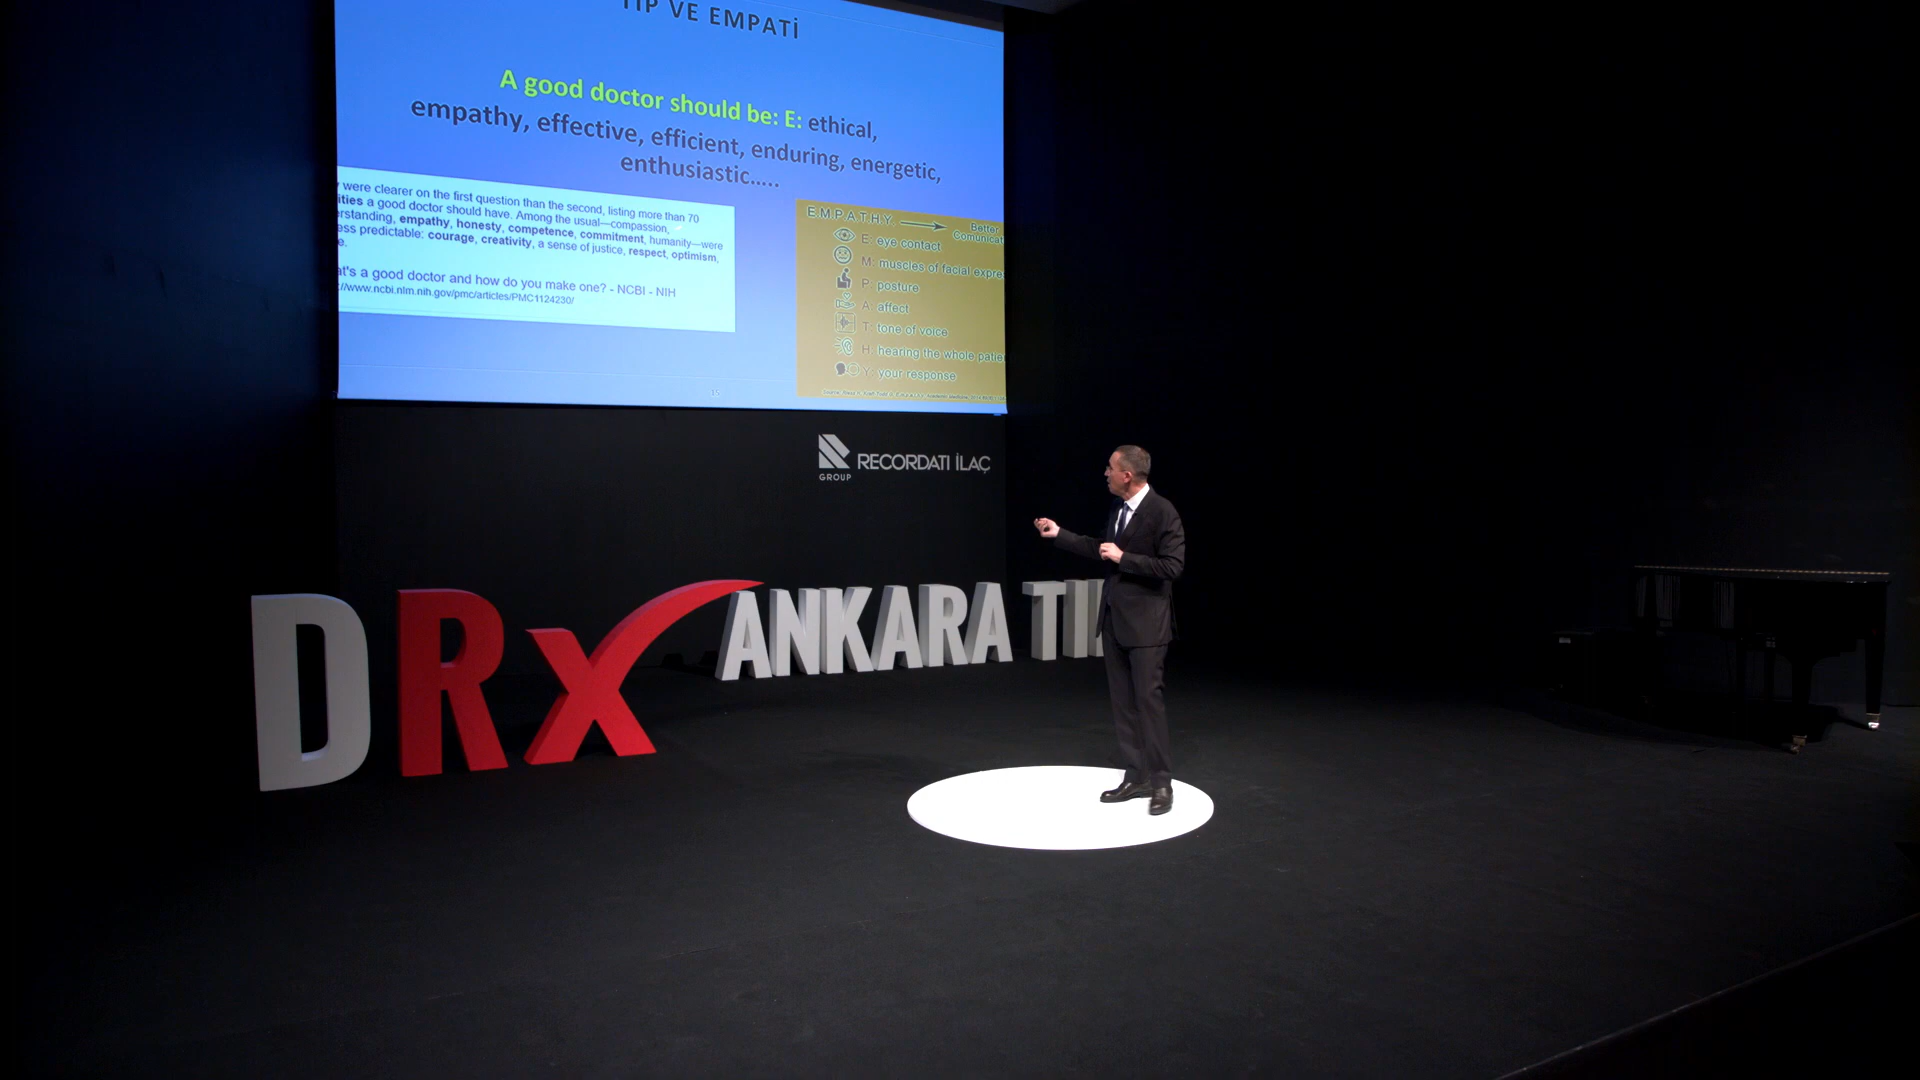 TIP VE EMPATİ
A good doctor should be: E: ethical,
empathy, effective, efficient, enduring, energetic,
enthusiastic.....
were clearer on the first question than the second, listing more than 70
ities a good doctor should have. Among the usual—compassion,
rstanding, empathy, honesty, competence, commitment, humanity—were
ess predictable: courage, creativity, a sense of justice, respect, optimism,
e.
at's a good doctor and how do you make one? - NCBI - NIH
://www.ncbi.nlm.nih.gov/pmc/articles/PMC1124230/
E.M.P.A.T.H.Y.
Better
Comunicat
E: eye contact
M: muscles of facial expre
P: posture
A: affect
T: tone of voice
H: hearing the whole patie
Y: your response
15
RECORDATI İLAÇ
GROUP
DRx ANKARA TIP